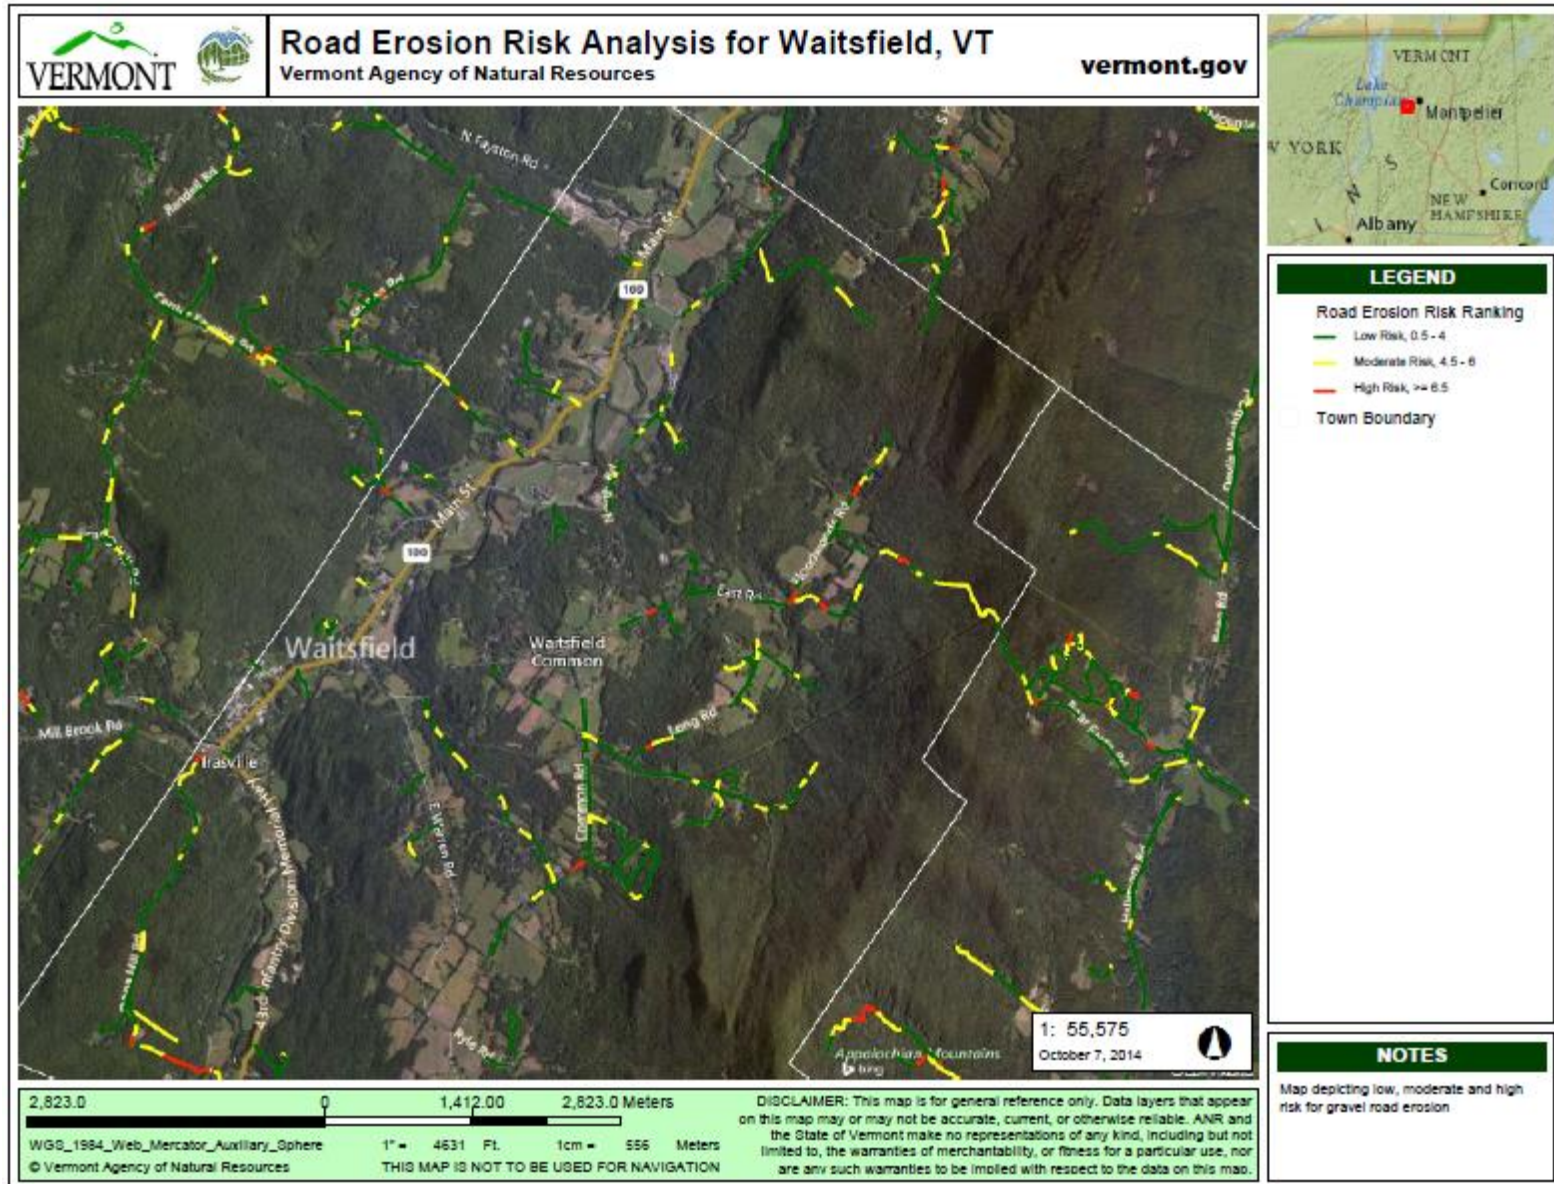 VERMONT
Road Erosion Risk Analysis for Waitsfield, VT
Vermont Agency of Natural Resources
vermont.gov
VERMONT
Lake
Montpelier
YORK
Concord
NEW
HAMPSHIRE
Albany
LEGEND
Road Erosion Risk Ranking
Low Risk, 0.5 - 4
Moderate Risk, 4.5 - 6
High Risk, >= 6.5
Town Boundary
N Fayston Rd
Main St
100
Main St
100
East Rd
Waitsfield
Waitsfield
Common
Long Rd
Mill Brook Rd
Irasville
Common Rd
E Warren Rd
43rd Infantry Division Memorial Hwy
Appalachian Mountains
bing
1: 55,575
October 7, 2014
NOTES
Map depicting low, moderate and high
risk for gravel road erosion
2,823.0 0 1,412.00 2,823.0 Meters
WGS_1984_Web_Mercator_Auxiliary_Sphere 1" = 4631 Ft. 1cm = 556 Meters
© Vermont Agency of Natural Resources THIS MAP IS NOT TO BE USED FOR NAVIGATION
DISCLAIMER: This map is for general reference only. Data layers that appear
on this map may or may not be accurate, current, or otherwise reliable. ANR and
the State of Vermont make no representations of any kind, including but not
limited to, the warranties of merchantability, or fitness for a particular use, nor
are any such warranties to be implied with respect to the data on this map.